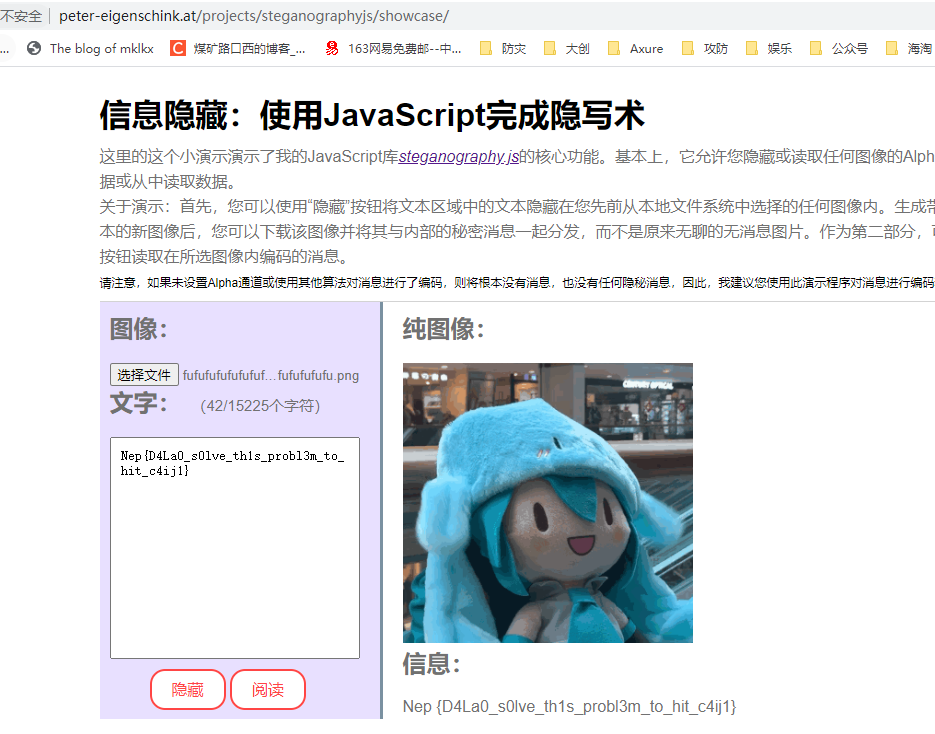 不安全 peter-eigenschink.at/projects/steganographyjs/showcase/
... The blog of mklkx 煤矿路口西的博客_... 163网易免费邮--中... 防灾 大创 Axure 攻防 娱乐 公众号 海淘
信息隐藏：使用JavaScript完成隐写术
这里的这个小演示演示了我的JavaScript库steganography.js的核心功能。基本上，它允许您隐藏或读取任何图像的Alph
据或从中读取数据。
关于演示：首先，您可以使用“隐藏”按钮将文本区域中的文本隐藏在您先前从本地文件系统中选择的任何图像内。生成带
本的新图像后，您可以下载该图像并将其与内部的秘密消息一起分发，而不是原来无聊的无消息图片。作为第二部分，可
按钮读取在所选图像内编码的消息。
请注意，如果未设置Alpha通道或使用其他算法对消息进行了编码，则将根本没有消息，也没有任何隐秘消息，因此，我建议您使用此演示程序对消息进行编码
图像：
选择文件 fufufufufufuf...fufufufufu.png
文字： （42/15225个字符）
Nep{D4La0_s0lve_th1s_probl3m_to_
hit_c4ij1}
隐藏 阅读
纯图像：
CENTURY OPTICAL
信息：
Nep {D4La0_s0lve_th1s_probl3m_to_hit_c4ij1}